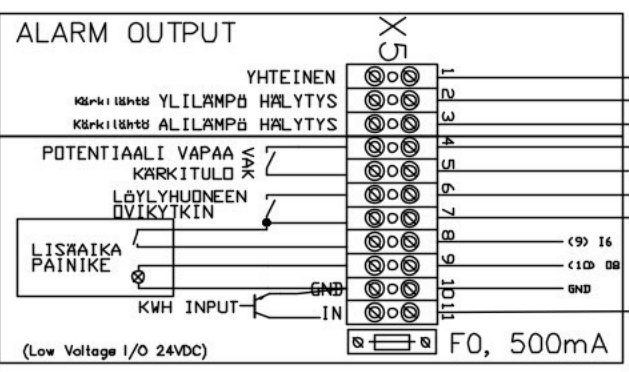 ALARM OUTPUT
X5
YHTEINEN
1
Kärkilähtö YLILÄMPÖ HÄLYTYS
2
Kärkilähtö ALILÄMPÖ HÄLYTYS
3
POTENTIAALI VAPAA
4
KÄRKITULO
VAK
5
LÖYLYHUONEEN
6
OVIKYTKIN
7
8
(9) I6
LISÄAIKA
PAINIKE
9
(10) O8
GND
10
GND
KWH INPUT
IN
11
(Low Voltage I/O 24VDC)
F0, 500mA